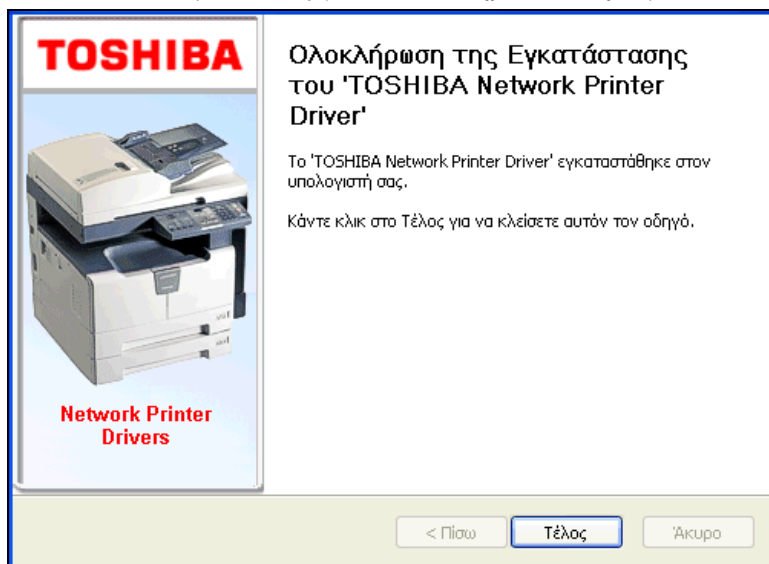 TOSHIBA
Network Printer
Drivers
Ολοκλήρωση της Εγκατάστασης
του 'TOSHIBA Network Printer
Driver'
Το 'TOSHIBA Network Printer Driver' εγκαταστάθηκε στον
υπολογιστή σας.
Κάντε κλικ στο Τέλος για να κλείσετε αυτόν τον οδηγό.
< Πίσω
Τέλος
Άκυρο